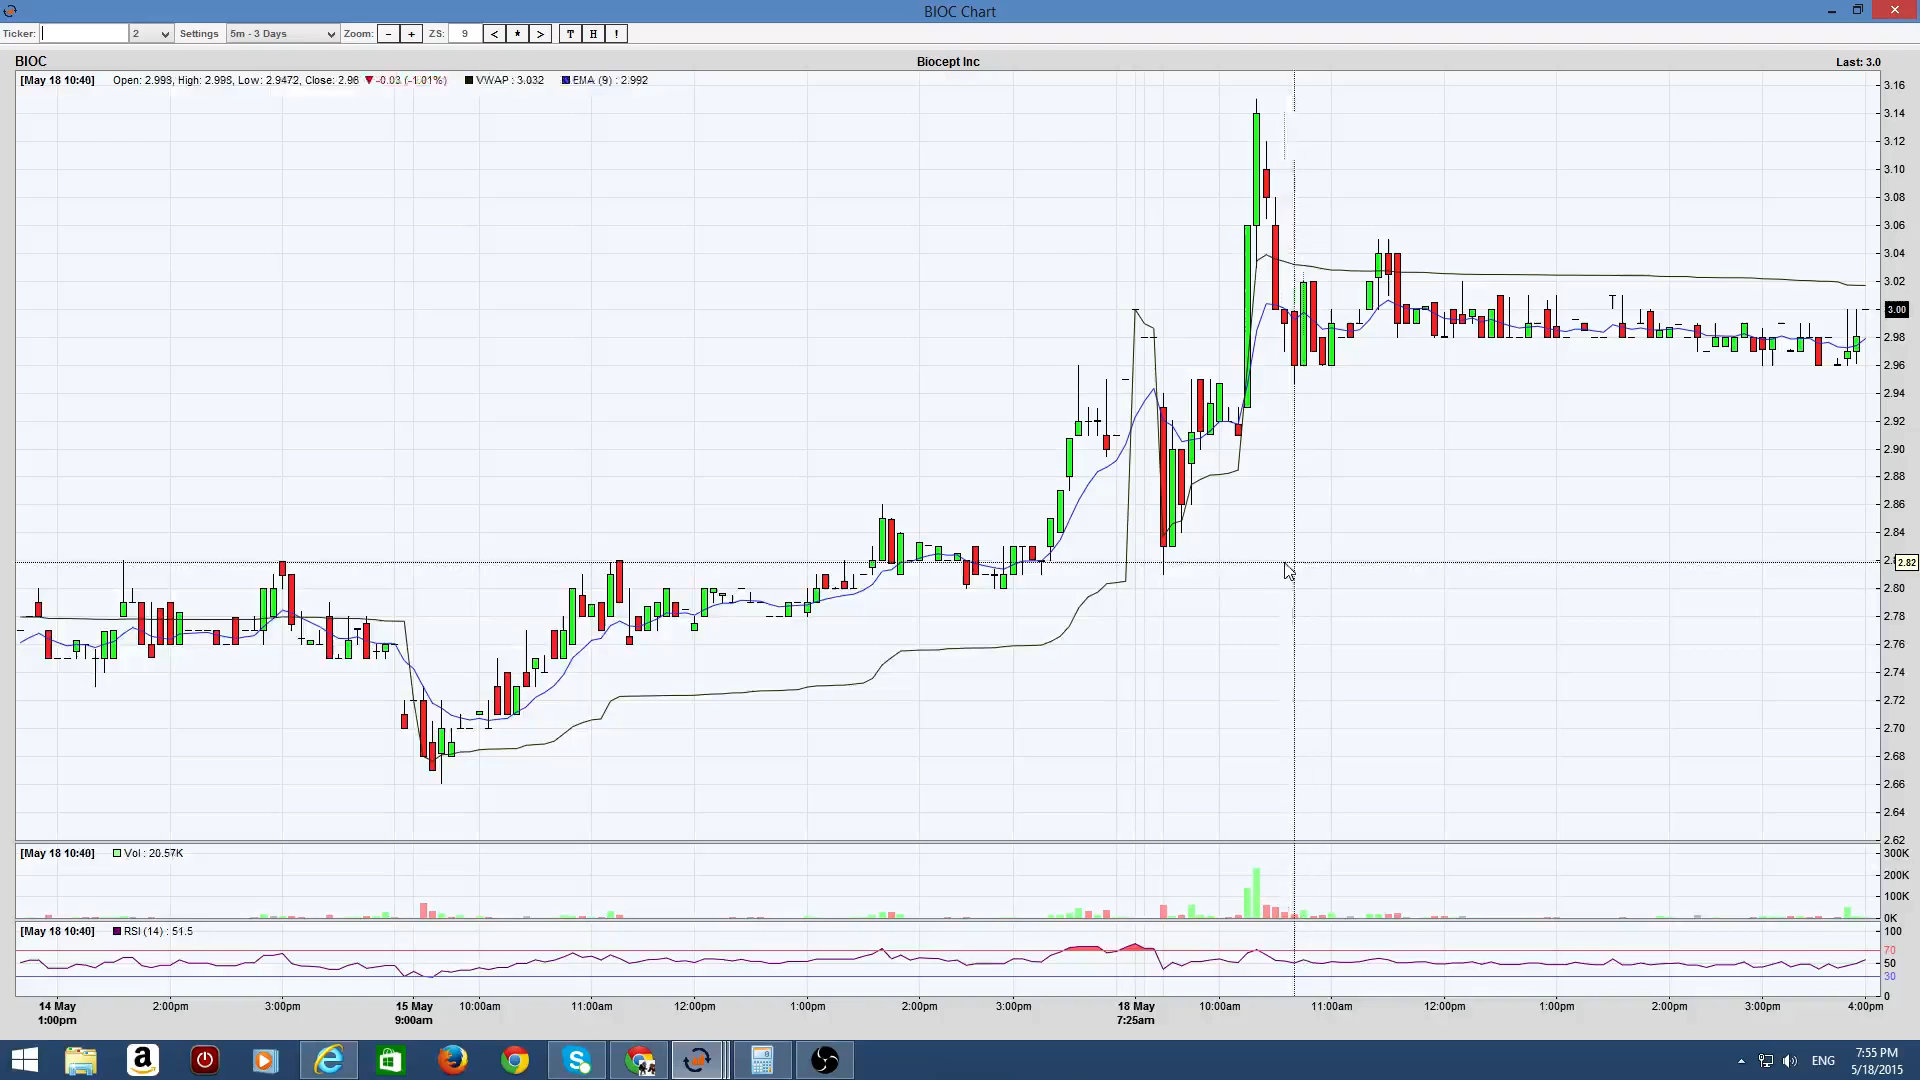 BIOC Chart
Ticker: 2 Settings 5m - 3 Days Zoom: - + ZS: 9 < * > T H !
BIOC Biocept Inc Last: 3.0
[May 18 10:40] Open: 2.998, High: 2.998, Low: 2.9472, Close: 2.96 ▼ -0.03 (-1.01%) VWAP : 3.032 EMA (9) : 2.992
3.16
3.14
3.12
3.10
3.08
3.06
3.04
3.02
3.00
2.98
2.96
2.94
2.92
2.90
2.88
2.86
2.84
2.82
2.80
2.78
2.76
2.74
2.72
2.70
2.68
2.66
2.64
2.62
[May 18 10:40] Vol : 20.57K
300K
200K
100K
0K
[May 18 10:40] RSI (14) : 51.5
100
70
50
30
0
14 May 2:00pm 3:00pm 15 May 10:00am 11:00am 12:00pm 1:00pm 2:00pm 3:00pm 18 May 10:00am 11:00am 12:00pm 1:00pm 2:00pm 3:00pm 4:00pm
1:00pm 9:00am 7:25am
ENG 7:55 PM
5/18/2015